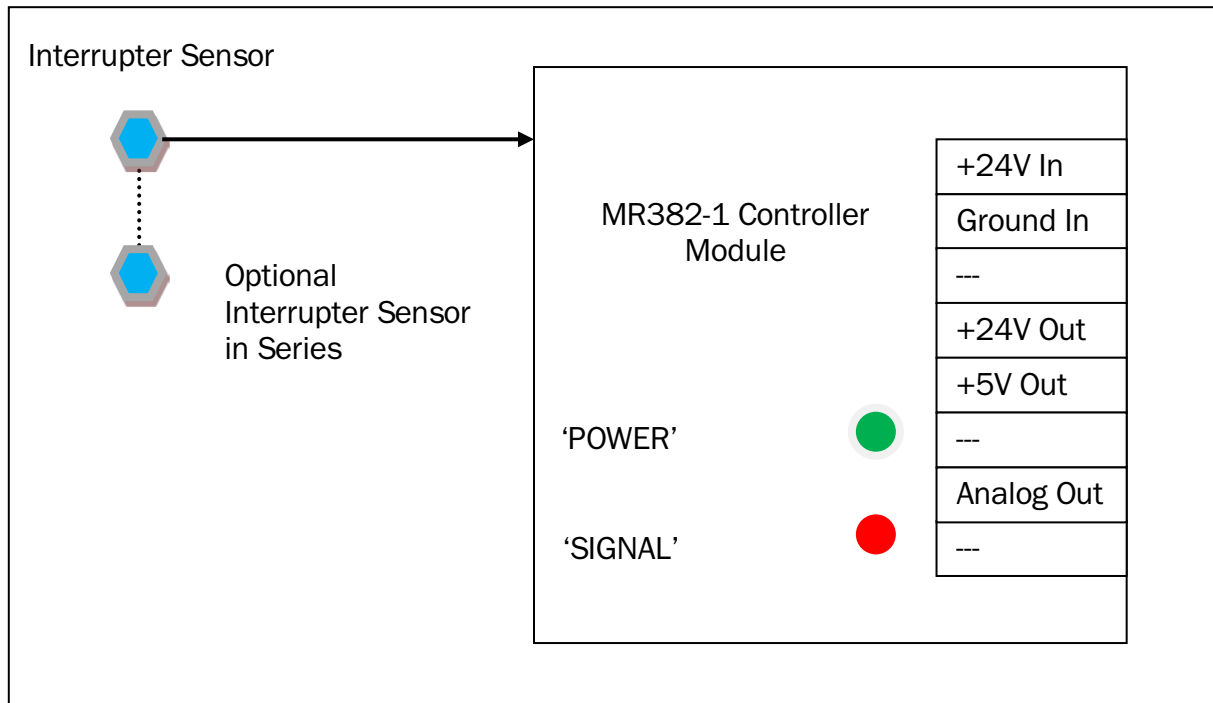 Interrupter Sensor
Optional
Interrupter Sensor
in Series
MR382-1 Controller
Module
‘POWER’
‘SIGNAL’
+24V In
Ground In
---
+24V Out
+5V Out
---
Analog Out
---